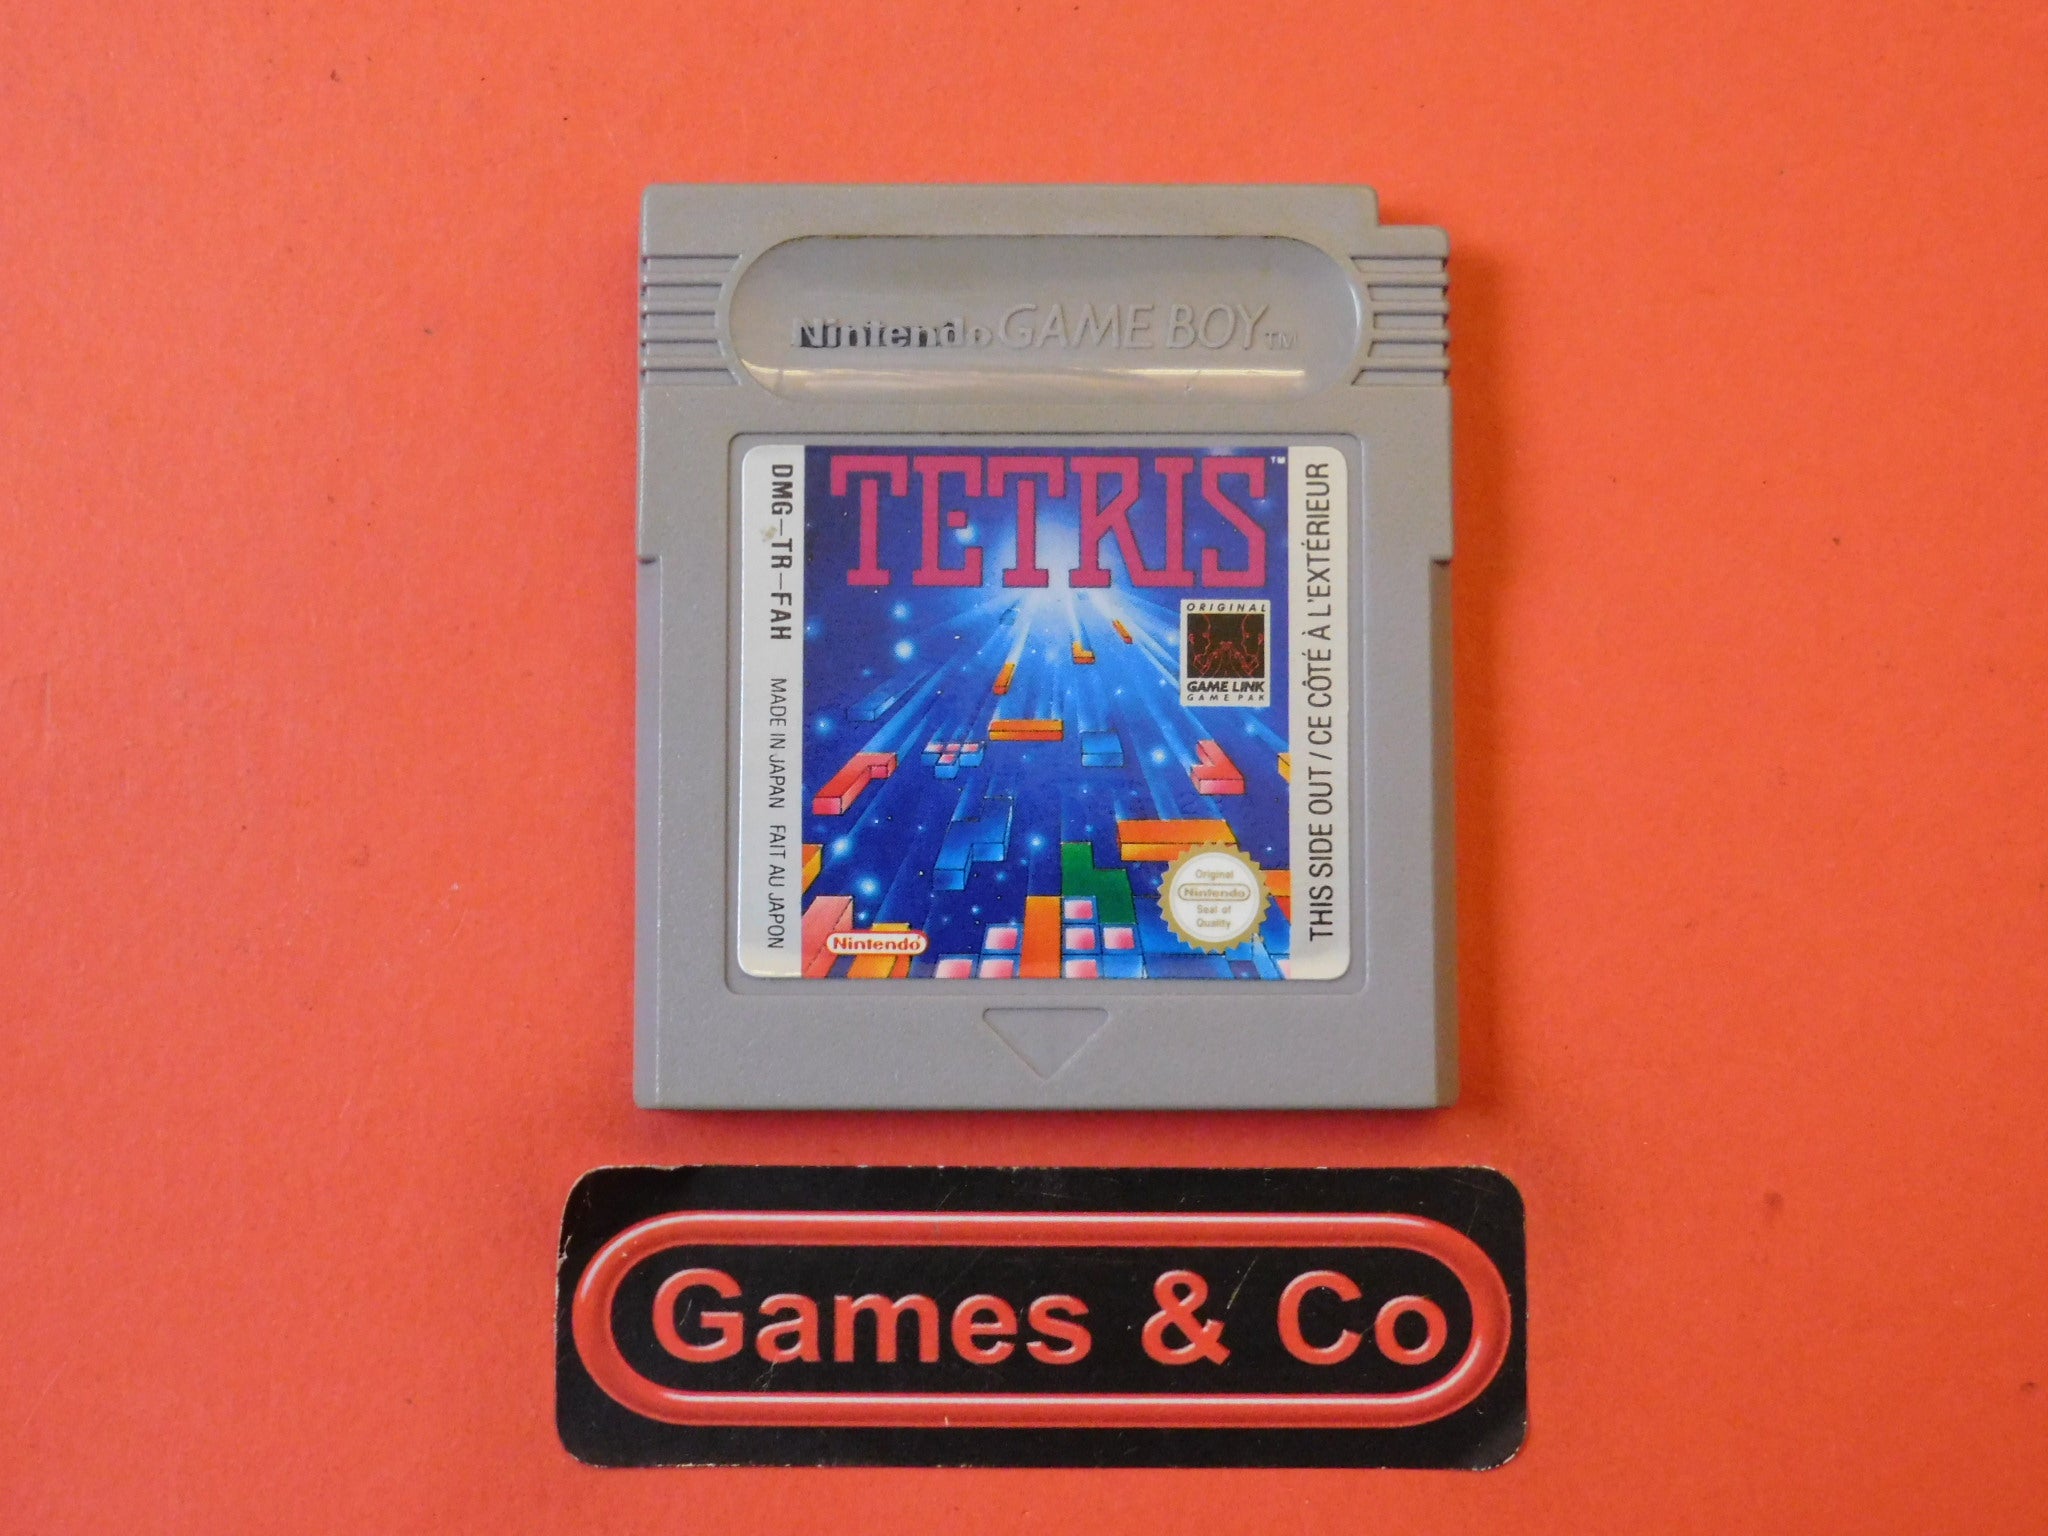 Nintendo GAME BOY TM
DMG-TR-FAH MADE IN JAPAN FAIT AU JAPON
TETRIS TM
ORIGINAL
GAME LINK
GAME PAK
Original
Nintendo
Seal of
Quality
Nintendo
THIS SIDE OUT / CE CÔTÉ À L'EXTÉRIEUR
Games & Co